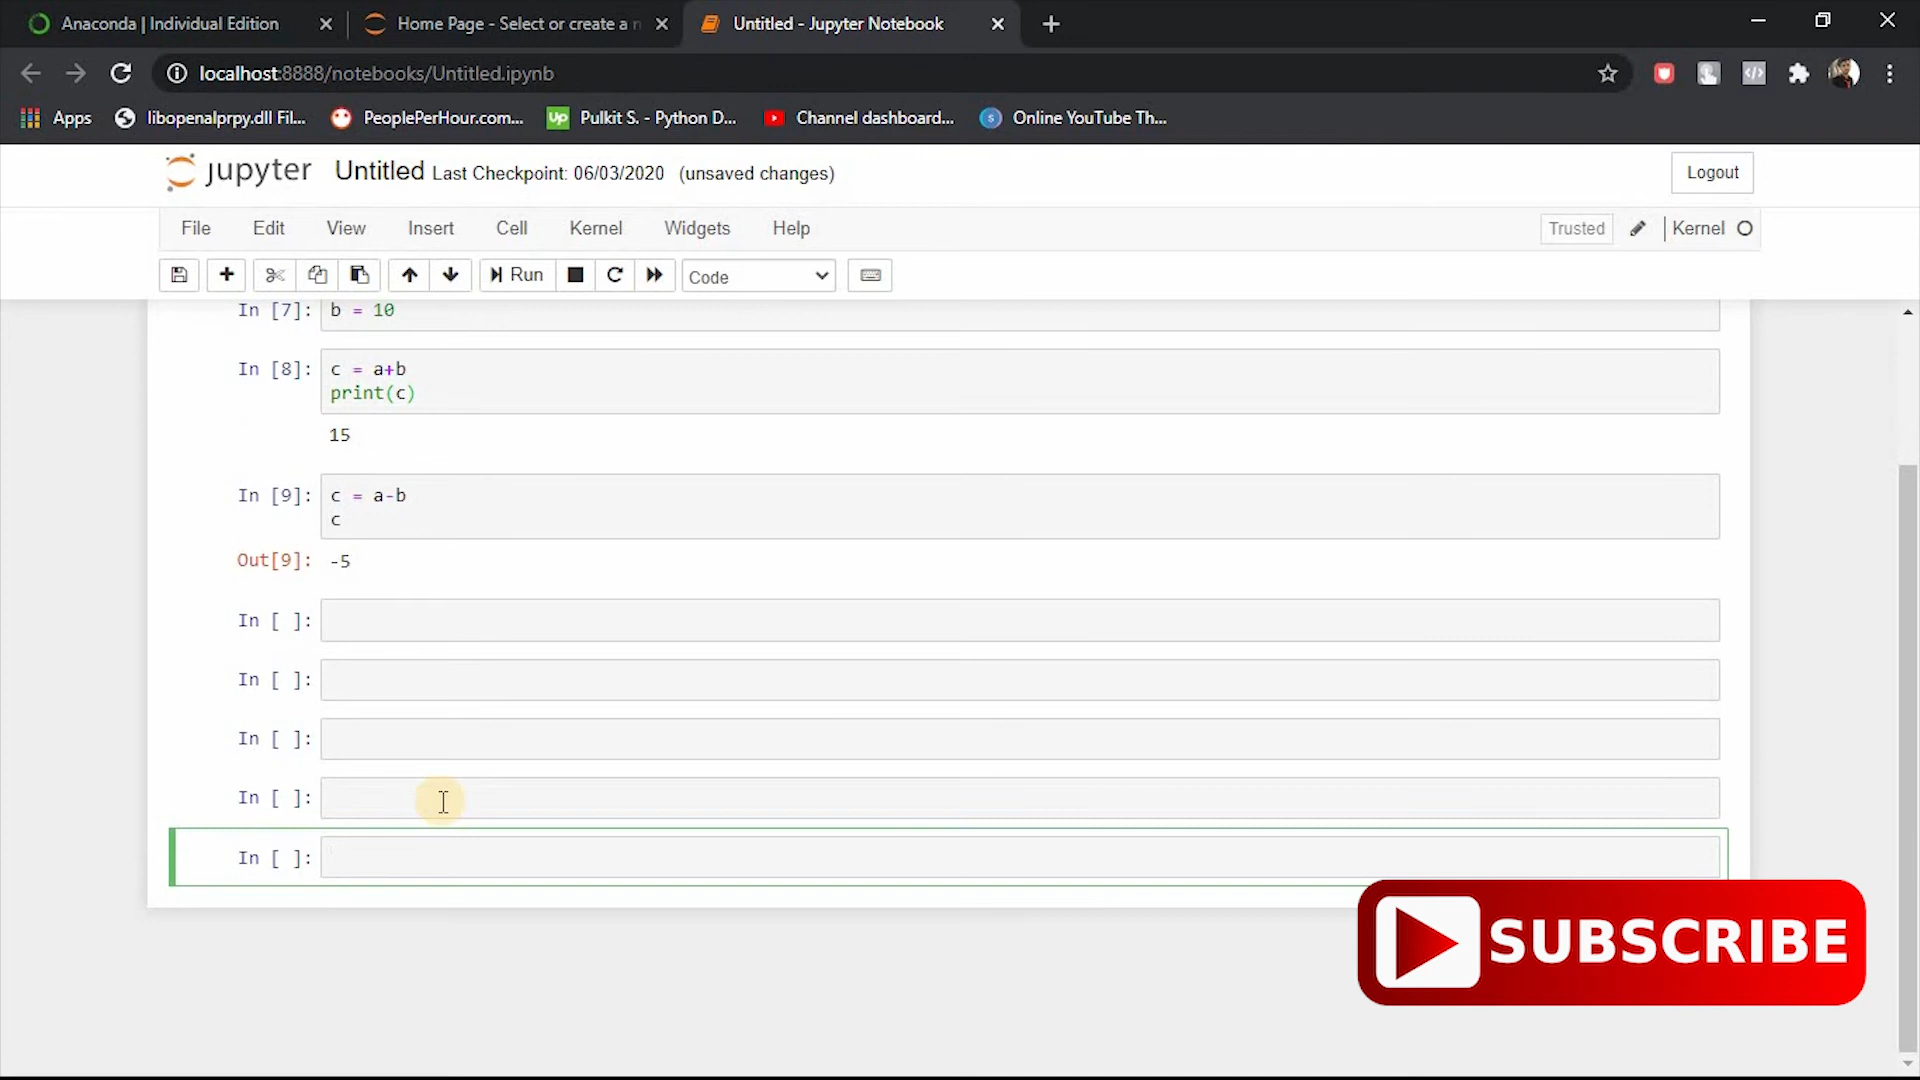 Anaconda | Individual Edition
Home Page - Select or create a n
Untitled - Jupyter Notebook
localhost:8888/notebooks/Untitled.ipynb
Apps
libopenalprpy.dll Fil...
PeoplePerHour.com...
up
Pulkit S. - Python D...
Channel dashboard...
S
Online YouTube Th...
jupyter
Untitled Last Checkpoint: 06/03/2020 (unsaved changes)
Logout
File
Edit
View
Insert
Cell
Kernel
Widgets
Help
Trusted
Kernel
Run
Code
In [7]: b = 10
In [8]: c = a+b
print(c)
15
In [9]: c = a-b
c
Out[9]: -5
In [ ]:
In [ ]:
In [ ]:
In [ ]:
In [ ]:
SUBSCRIBE